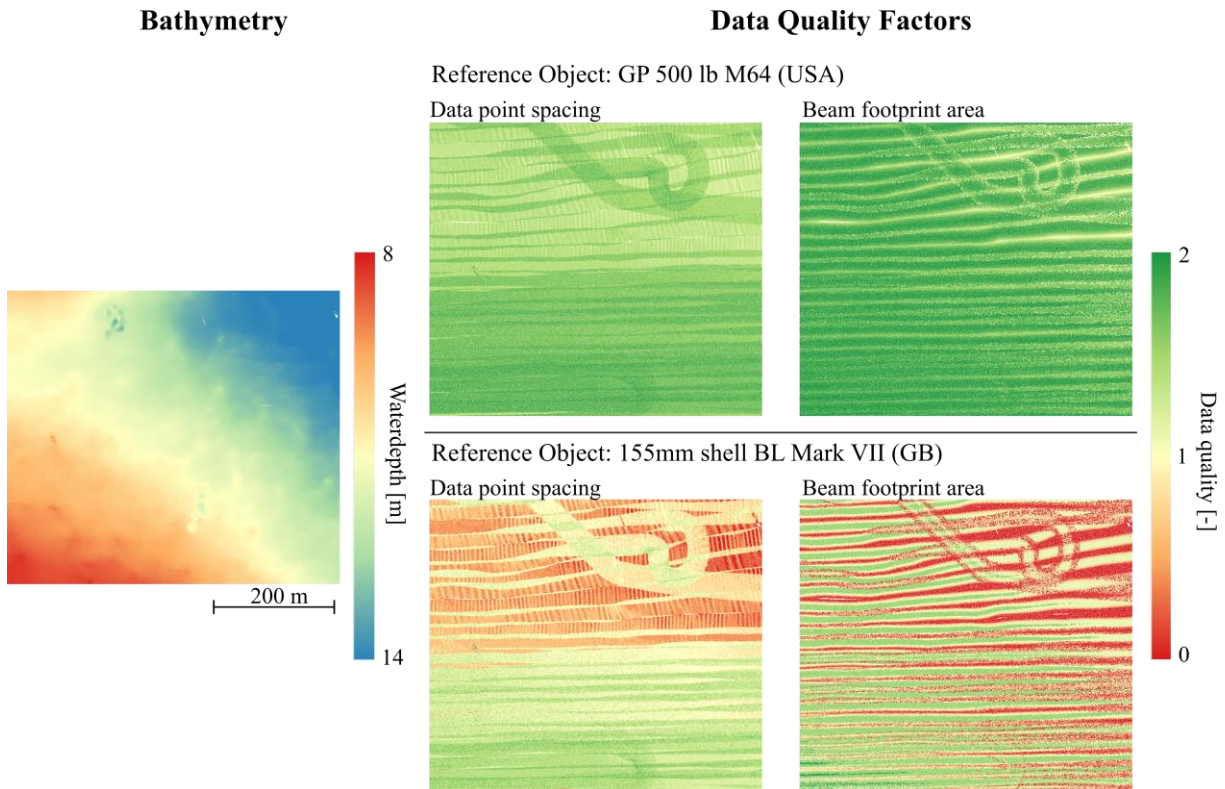 Bathymetry
Data Quality Factors
Reference Object: GP 500 lb M64 (USA)
Data point spacing
Beam footprint area
8
Waterdepth [m]
14
200 m
2
1
0
Data quality [-]
Reference Object: 155mm shell BL Mark VII (GB)
Data point spacing
Beam footprint area